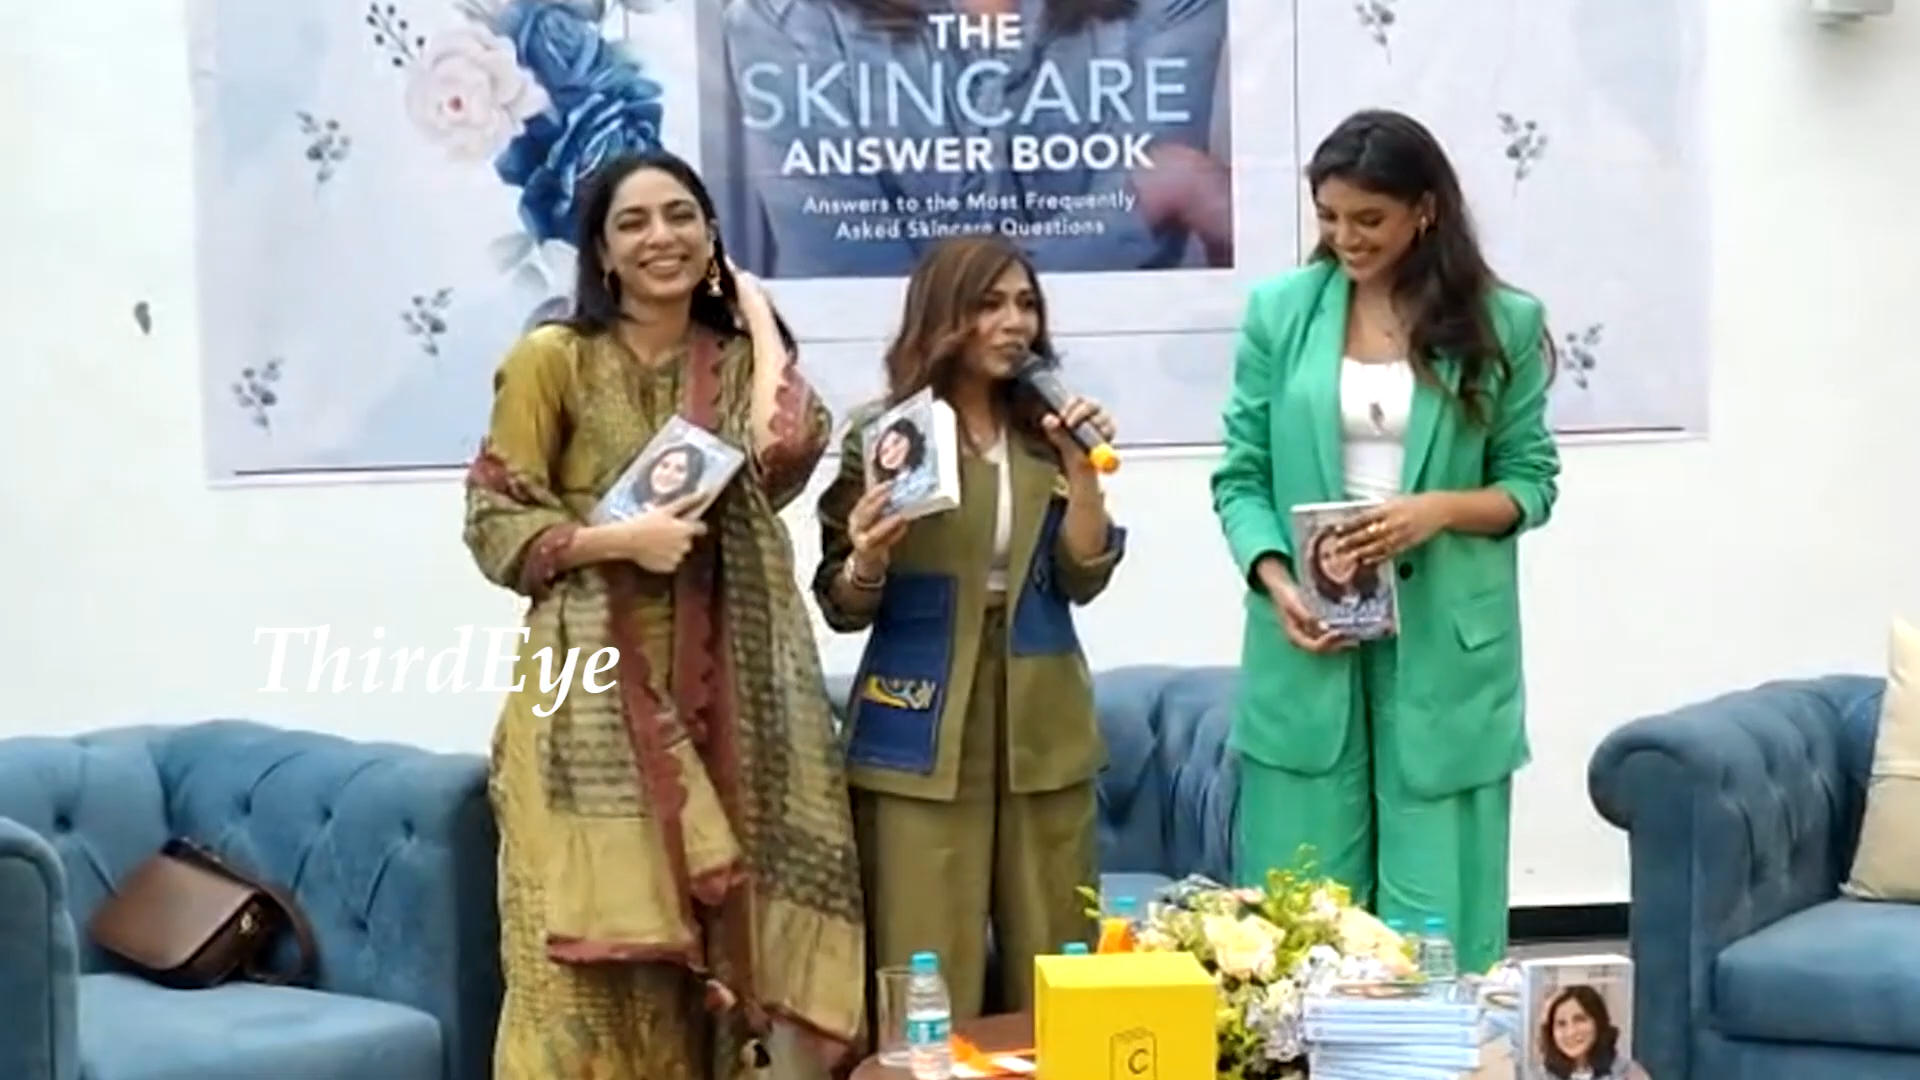 THE
SKINCARE
ANSWER BOOK
Answers to the Most Frequently
Asked Skincare Questions
ThirdEye
C